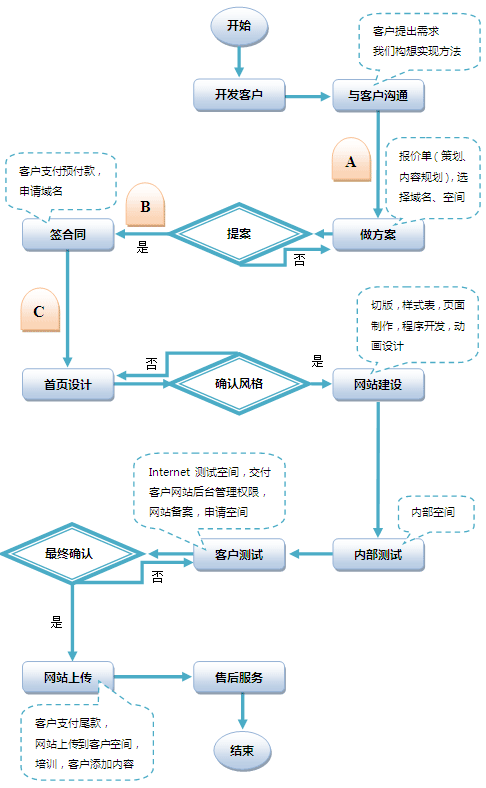 开始
客户提出需求
我们构想实现方法
开发客户
与客户沟通
A
报价单（策划、
内容规划），选
择域名、空间
客户支付预付款，
申请域名
B
签合同
是
提案
否
做方案
C
切版，样式表，页面
制作，程序开发，动
画设计
否
是
首页设计
确认风格
网站建设
Internet 测试空间，交付
客户网站后台管理权限，
网站备案，申请空间
内部空间
最终确认
客户测试
内部测试
否
是
网站上传
售后服务
客户支付尾款，
网站上传到客户空间，
培训，客户添加内容
结束